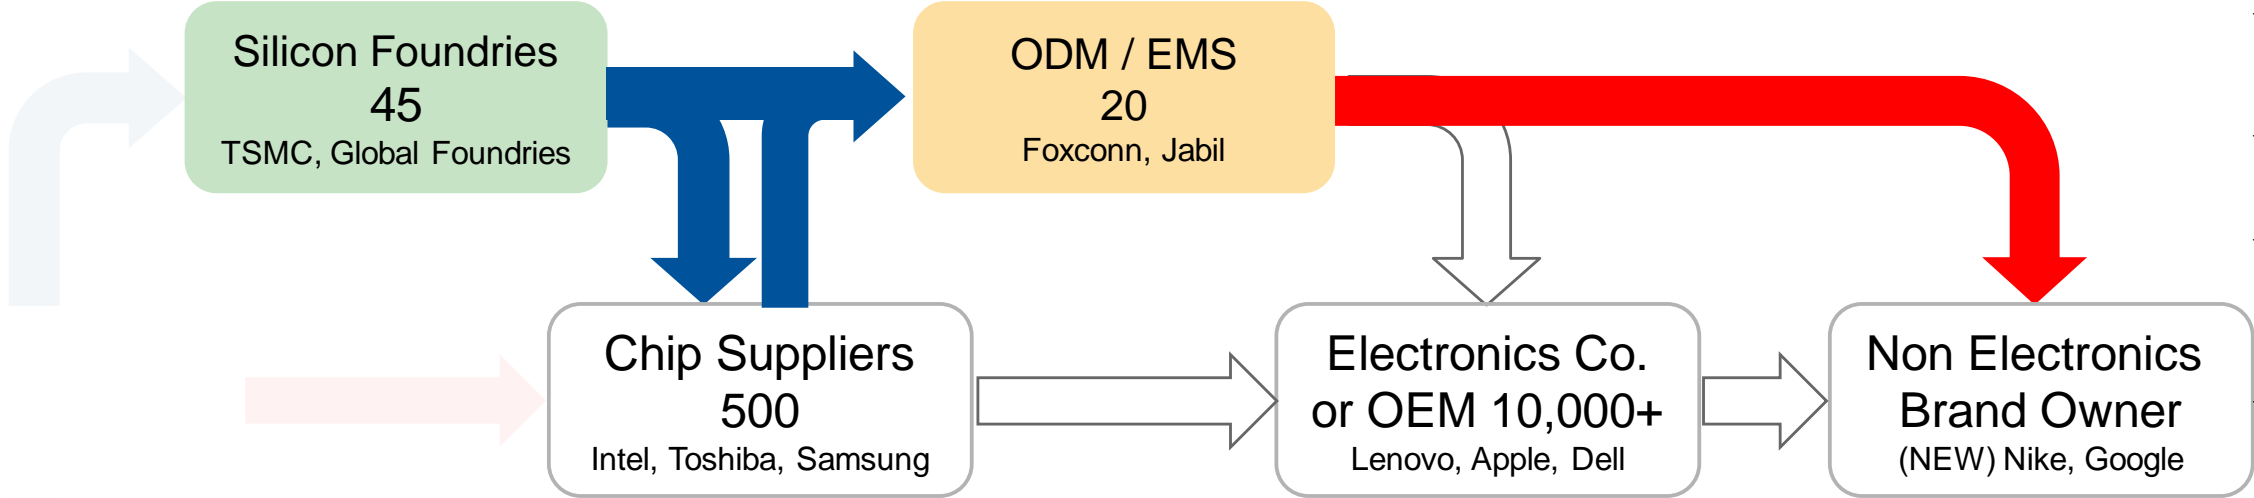 Silicon Foundries
45
TSMC, Global Foundries
ODM / EMS
20
Foxconn, Jabil
Chip Suppliers
500
Intel, Toshiba, Samsung
Electronics Co.
or OEM 10,000+
Lenovo, Apple, Dell
Non Electronics
Brand Owner
(NEW) Nike, Google